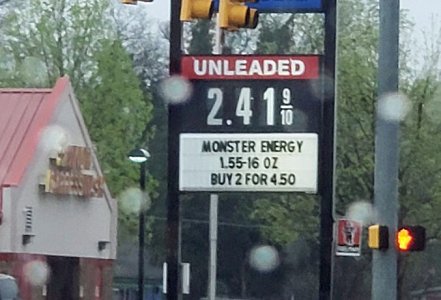 UNLEADED
2.41 9/10
MONSTER ENERGY
1.55-16 OZ
BUY 2 FOR 4.50